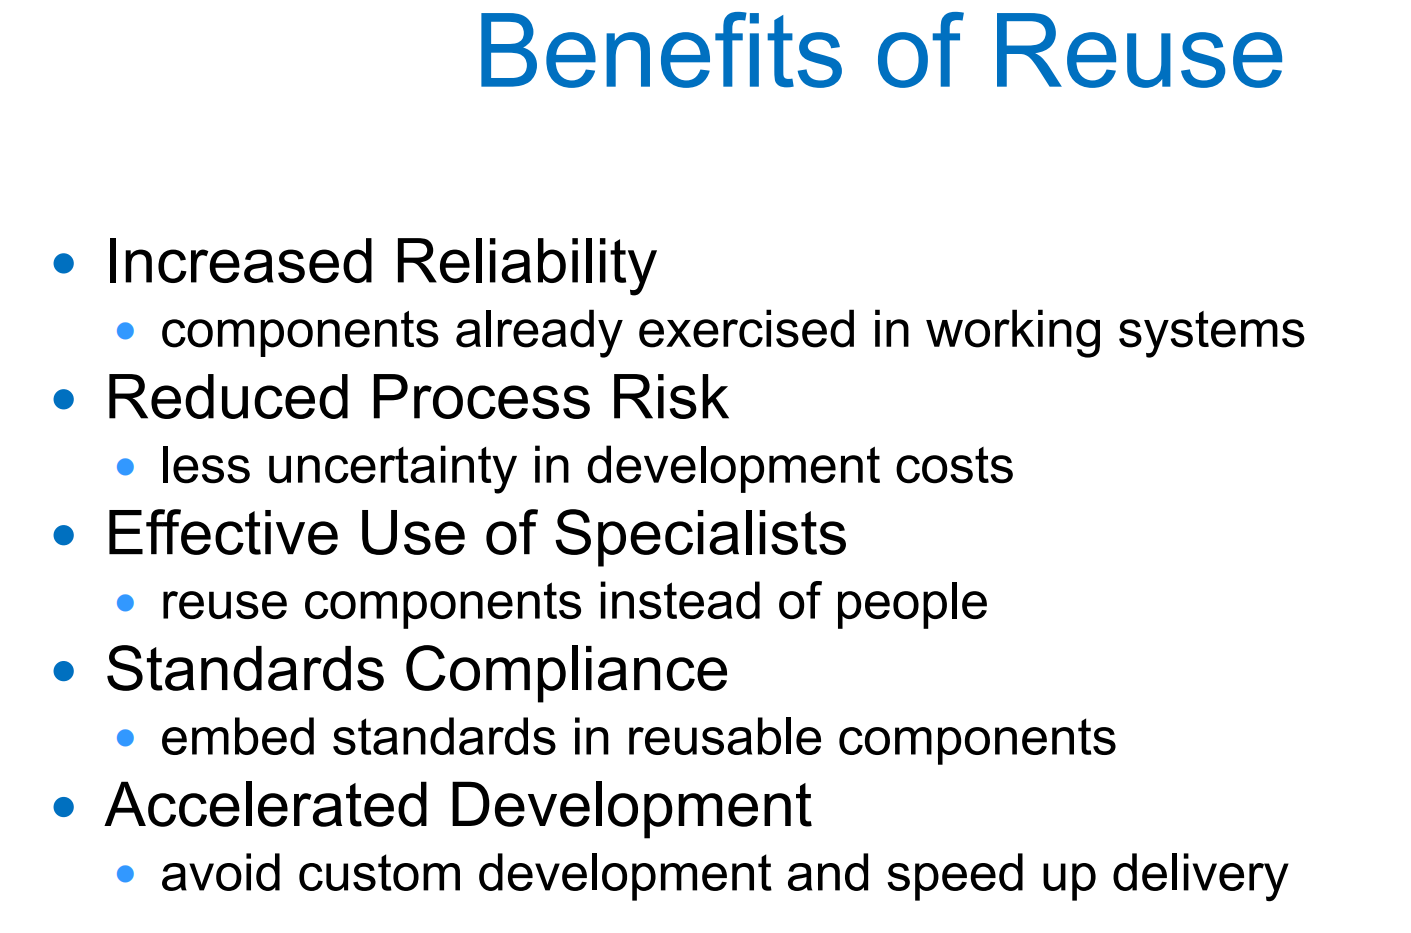 Benefits of Reuse
Increased Reliability
components already exercised in working systems
Reduced Process Risk
less uncertainty in development costs
Effective Use of Specialists
reuse components instead of people
Standards Compliance
embed standards in reusable components
Accelerated Development
avoid custom development and speed up delivery